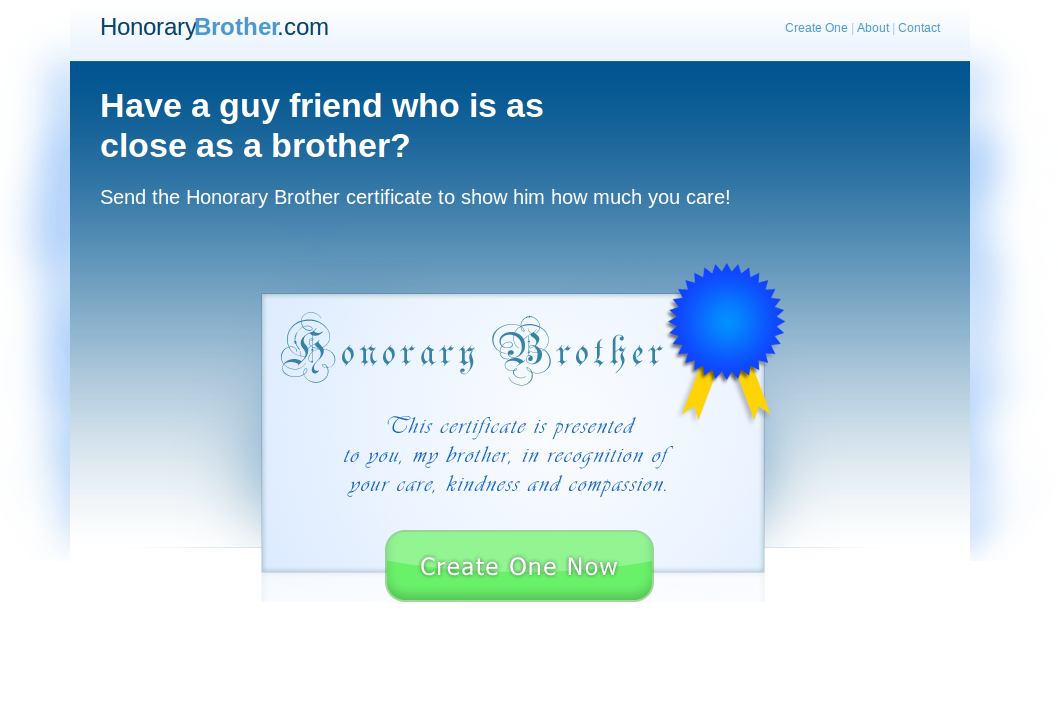 HonoraryBrother.com
Create One | About | Contact
Have a guy friend who is as
close as a brother?
Send the Honorary Brother certificate to show him how much you care!
Honorary Brother
This certificate is presented
to you, my brother, in recognition of
your care, kindness and compassion.
Create One Now